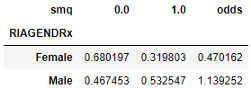 smq 0.0 1.0 odds
RIAGENDRx
Female 0.680197 0.319803 0.470162
Male 0.467453 0.532547 1.139252